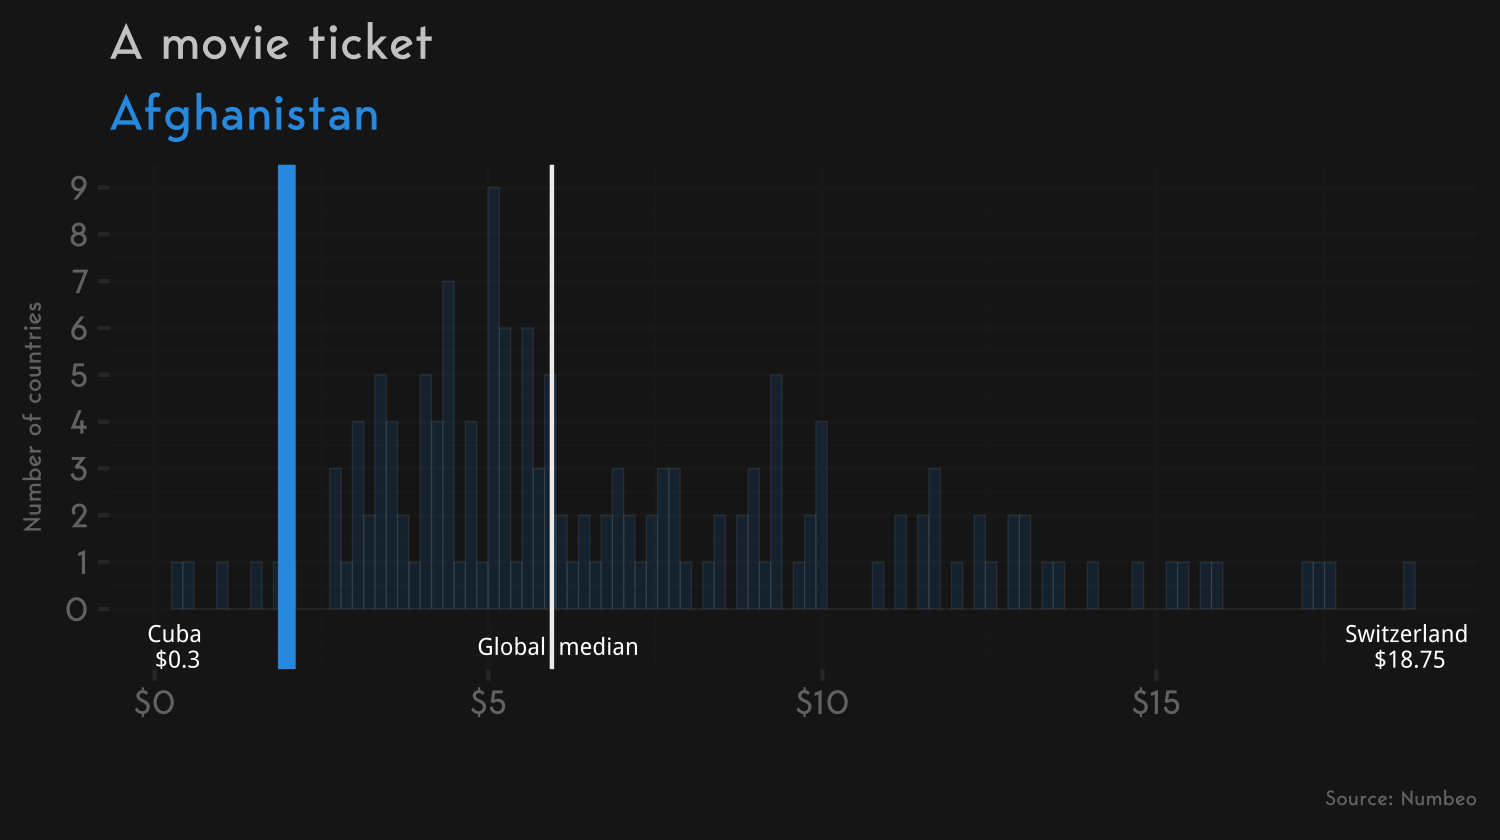 A movie ticket
Afghanistan
Number of countries
9
8
7
6
5
4
3
2
1
0
Cuba
$0.3
Global median
Switzerland
$18.75
$0 $5 $10 $15
Source: Numbeo